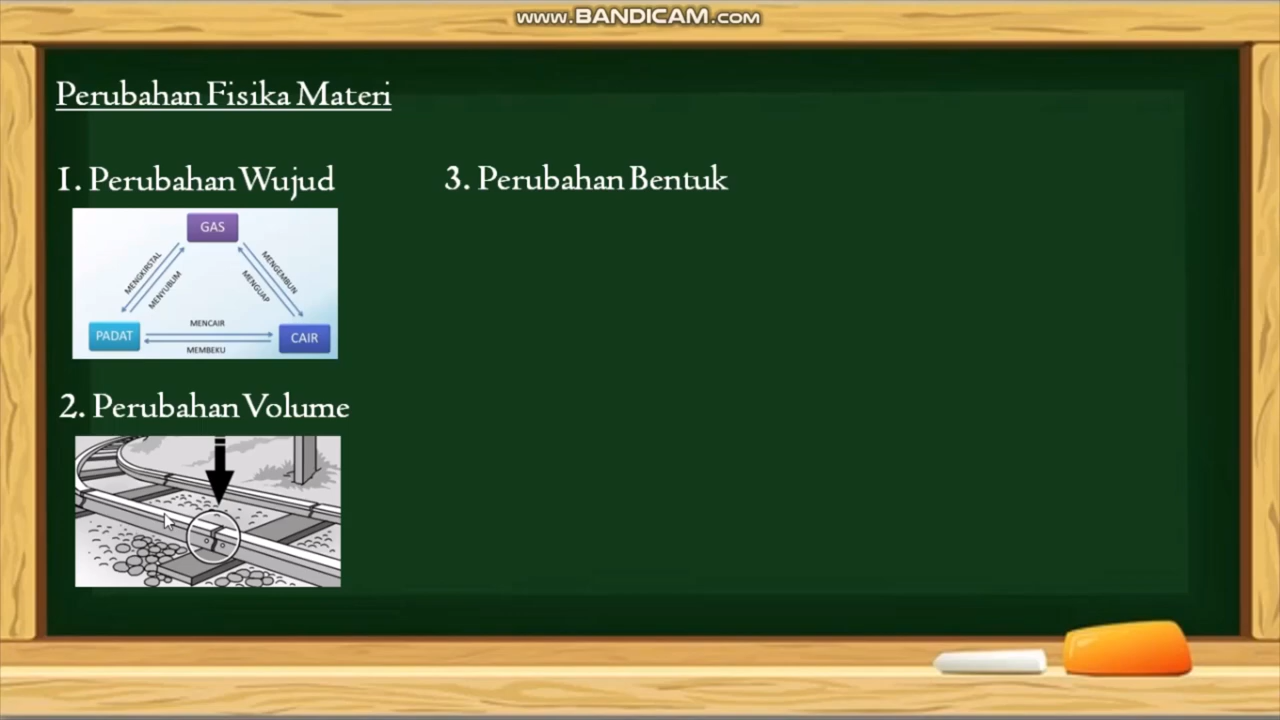 www.BANDICAM.com
Perubahan Fisika Materi
1. Perubahan Wujud
GAS
MENGKRISTAL
MENYUBUM
MENGEMBUN
MENGUAP
PADAT
MENCAIR
CAIR
MEMBEKU
2. Perubahan Volume
3. Perubahan Bentuk